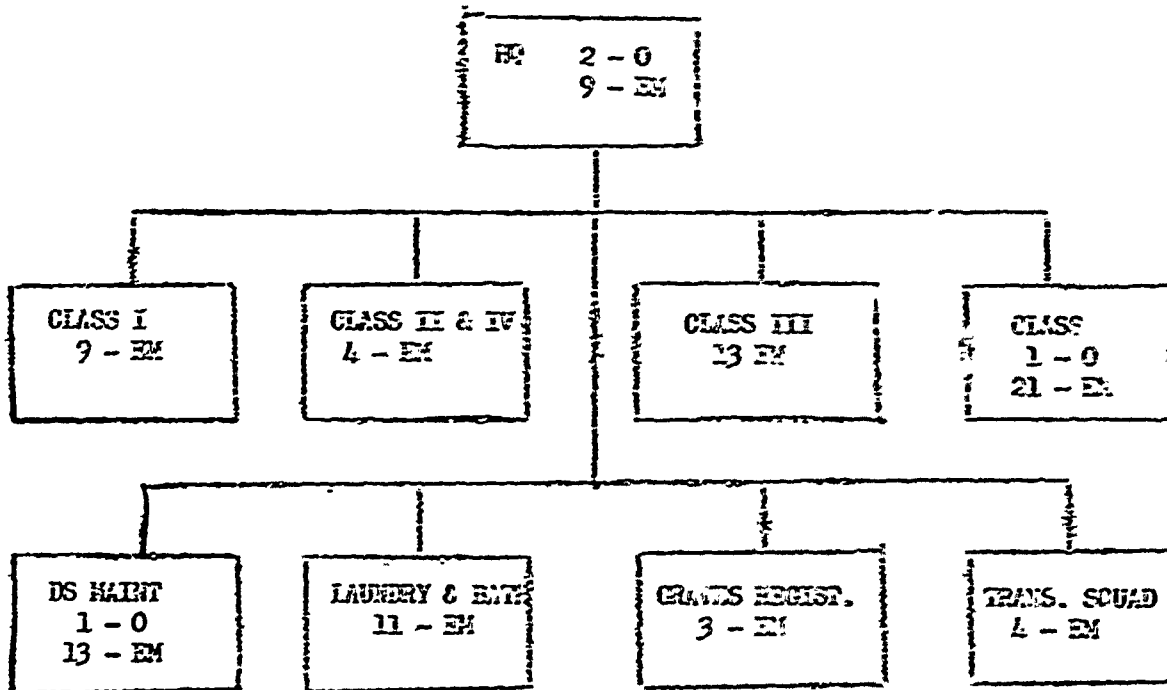 HQ 2 - O
9 - EM
CLASS I
9 - EM
CLASS II & IV
4 - EM
CLASS III
13 EM
CLASS
1 - O
21 - EM
DS MAINT
1 - O
13 - EM
LAUNDRY & BATH
11 - EM
GRAVES REGIST.
3 - EM
TRANS. SQUAD
4 - EM